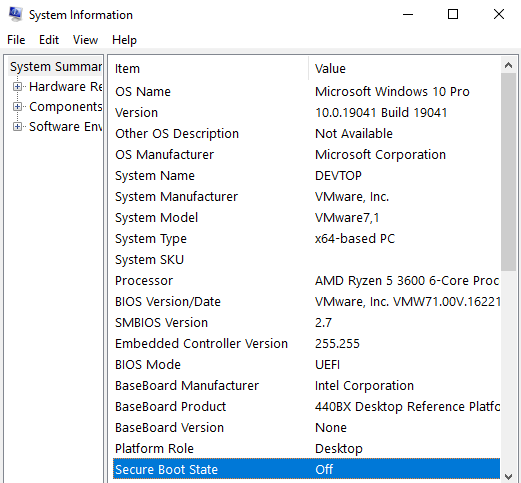 System Information
File Edit View Help
System Summar
Hardware Re
Components
Software Env
Item Value
OS Name Microsoft Windows 10 Pro
Version 10.0.19041 Build 19041
Other OS Description Not Available
OS Manufacturer Microsoft Corporation
System Name DEVTOP
System Manufacturer VMware, Inc.
System Model VMware7,1
System Type x64-based PC
System SKU
Processor AMD Ryzen 5 3600 6-Core Proc
BIOS Version/Date VMware, Inc. VMW71.00V.16221
SMBIOS Version 2.7
Embedded Controller Version 255.255
BIOS Mode UEFI
BaseBoard Manufacturer Intel Corporation
BaseBoard Product 440BX Desktop Reference Platfo
BaseBoard Version None
Platform Role Desktop
Secure Boot State Off